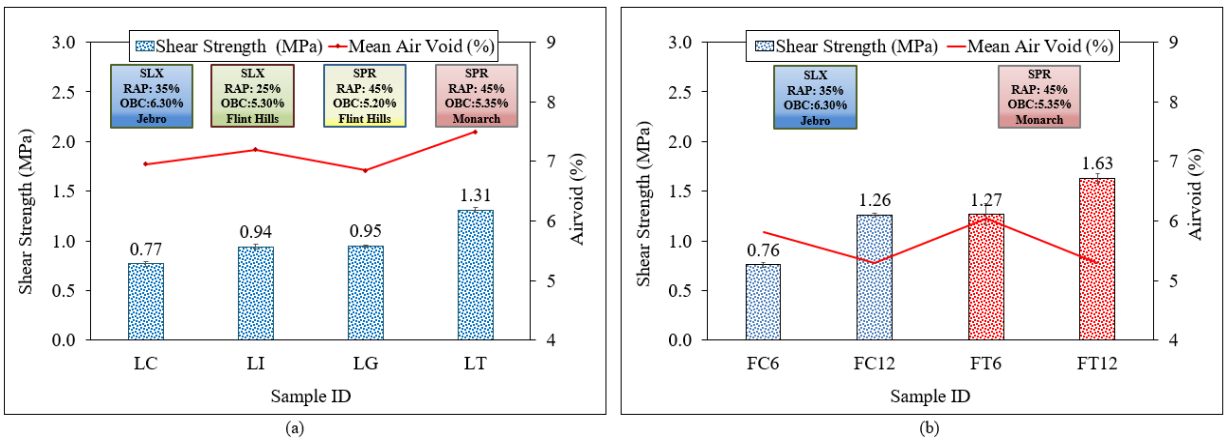 Shear Strength (MPa)
Mean Air Void (%)
3.0
2.5
2.0
1.5
1.0
0.5
0.0
Shear Strength (MPa)
SLX
RAP: 35%
OBC:6.30%
Jebro
SLX
RAP: 25%
OBC:5.30%
Flint Hills
SPR
RAP: 45%
OBC:5.20%
Flint Hills
SPR
RAP: 45%
OBC:5.35%
Monarch
0.77
0.94
0.95
1.31
9
8
7
6
5
4
Airvoid (%)
LC
LI
LG
LT
Sample ID
(a)
Shear Strength (MPa)
Mean Air Void (%)
3.0
2.5
2.0
1.5
1.0
0.5
0.0
Shear Strength (MPa)
SLX
RAP: 35%
OBC:6.30%
Jebro
SPR
RAP: 45%
OBC:5.35%
Monarch
0.76
1.26
1.27
1.63
9
8
7
6
5
4
Airvoid (%)
FC6
FC12
FT6
FT12
Sample ID
(b)